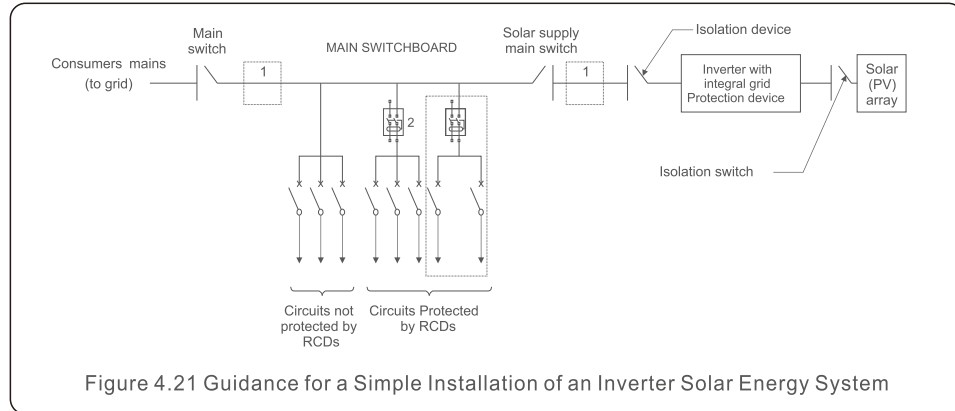 Main
switch
MAIN SWITCHBOARD
Solar supply
main switch
Isolation device
Consumers mains
(to grid)
1
1
Inverter with
integral grid
Protection device
Solar
(PV)
array
2
Isolation switch
Circuits not
protected by
RCDs
Circuits Protected
by RCDs
Figure 4.21 Guidance for a Simple Installation of an Inverter Solar Energy System